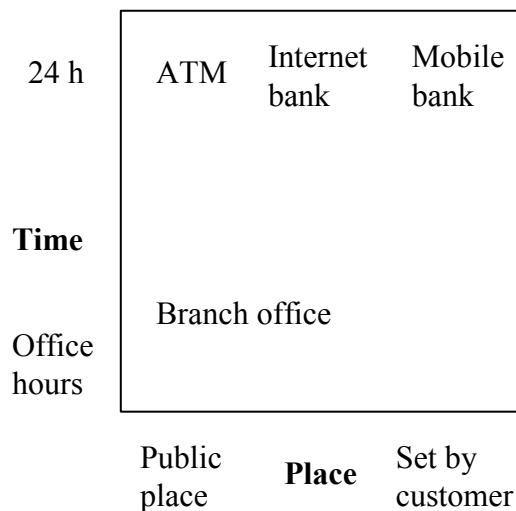 24 h
ATM
Internet
bank
Mobile
bank
Time
Branch office
Office
hours
Public
place
Place
Set by
customer